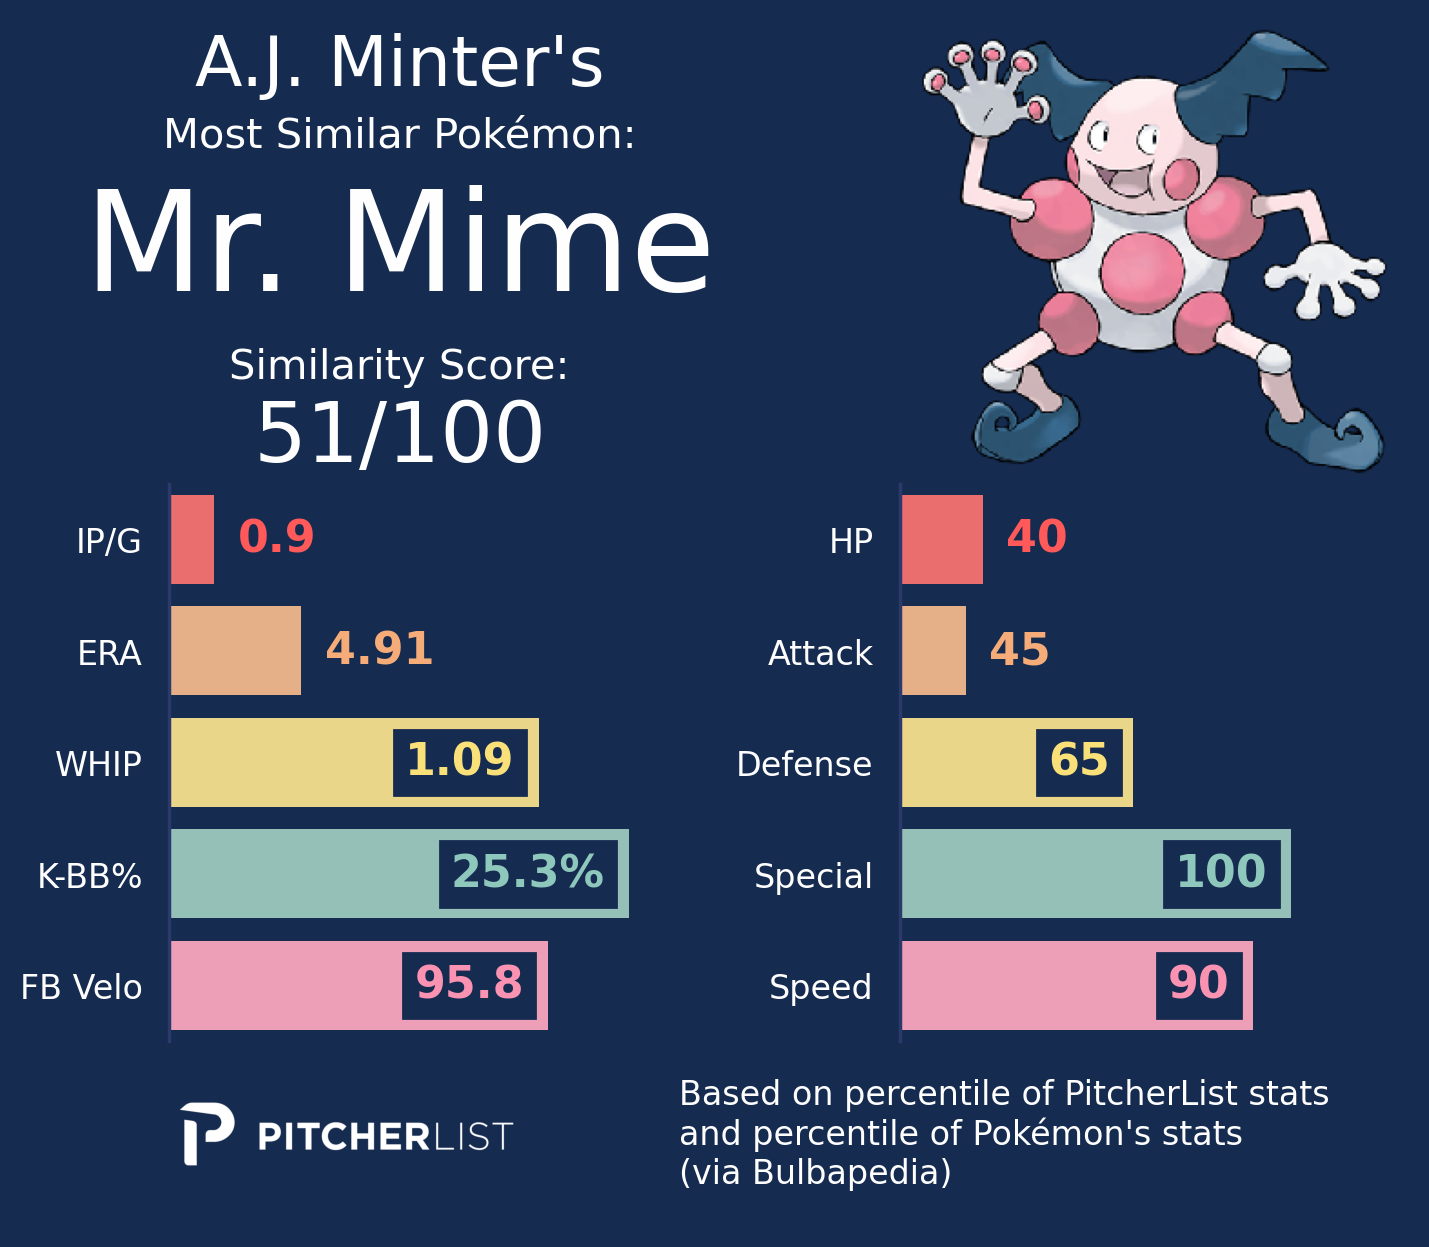 A.J. Minter's
Most Similar Pokémon:
Mr. Mime
Similarity Score:
51/100
IP/G 0.9
ERA 4.91
WHIP 1.09
K-BB% 25.3%
FB Velo 95.8
HP 40
Attack 45
Defense 65
Special 100
Speed 90
PITCHERLIST
Based on percentile of PitcherList stats
and percentile of Pokémon's stats
(via Bulbapedia)